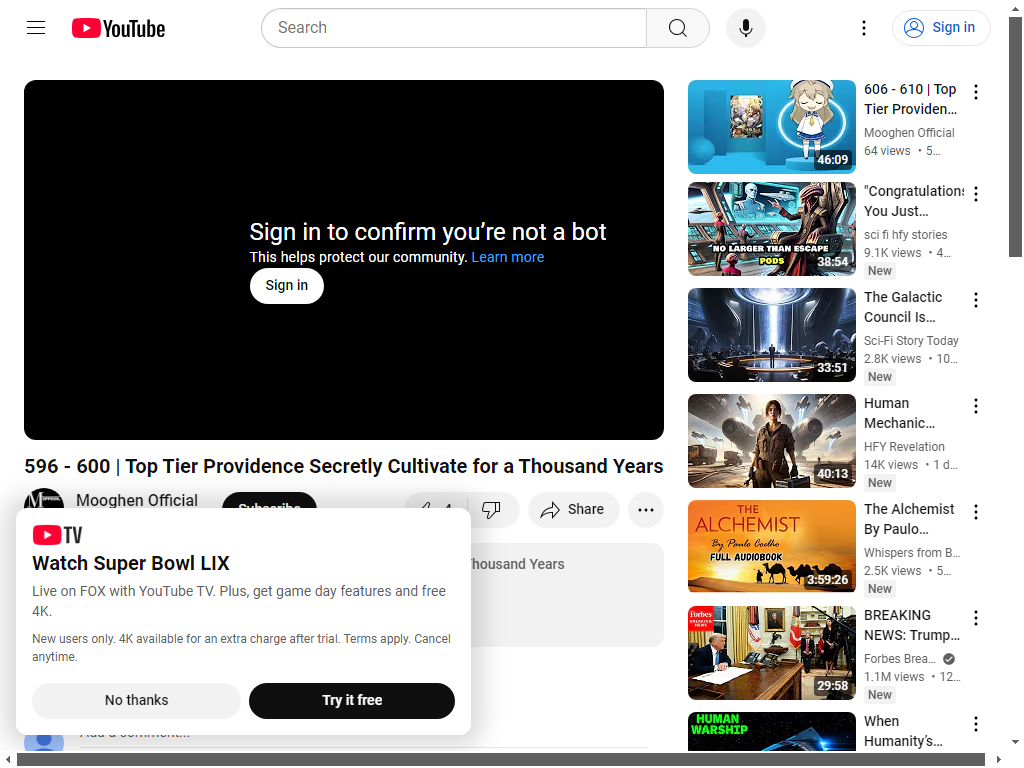 YouTube
Search
Sign in
Sign in to confirm you're not a bot
This helps protect our community. Learn more
Sign in
596 - 600 | Top Tier Providence Secretly Cultivate for a Thousand Years
Mooghen Official
Subscribe
4
Share
Thousand Years
TV
Watch Super Bowl LIX
Live on FOX with YouTube TV. Plus, get game day features and free
4K.
New users only. 4K available for an extra charge after trial. Terms apply. Cancel
anytime.
No thanks
Try it free
Add a comment...
46:09
606 - 610 | Top
Tier Providen...
Mooghen Official
64 views • 5...
NO LARGER THAN ESCAPE
PODS
38:54
"Congratulations
You Just...
sci fi hfy stories
9.1K views • 4...
New
33:51
The Galactic
Council Is...
Sci-Fi Story Today
2.8K views • 10...
New
40:13
Human
Mechanic...
HFY Revelation
14K views • 1 d...
New
THE
ALCHEMIST
By Paulo Coelho
FULL AUDIOBOOK
3:59:26
The Alchemist
By Paulo...
Whispers from B...
2.5K views • 5...
New
Forbes
BREAKING
NEWS
29:58
BREAKING
NEWS: Trump...
Forbes Brea...
1.1M views • 12...
New
HUMAN
WARSHIP
When
Humanity's...